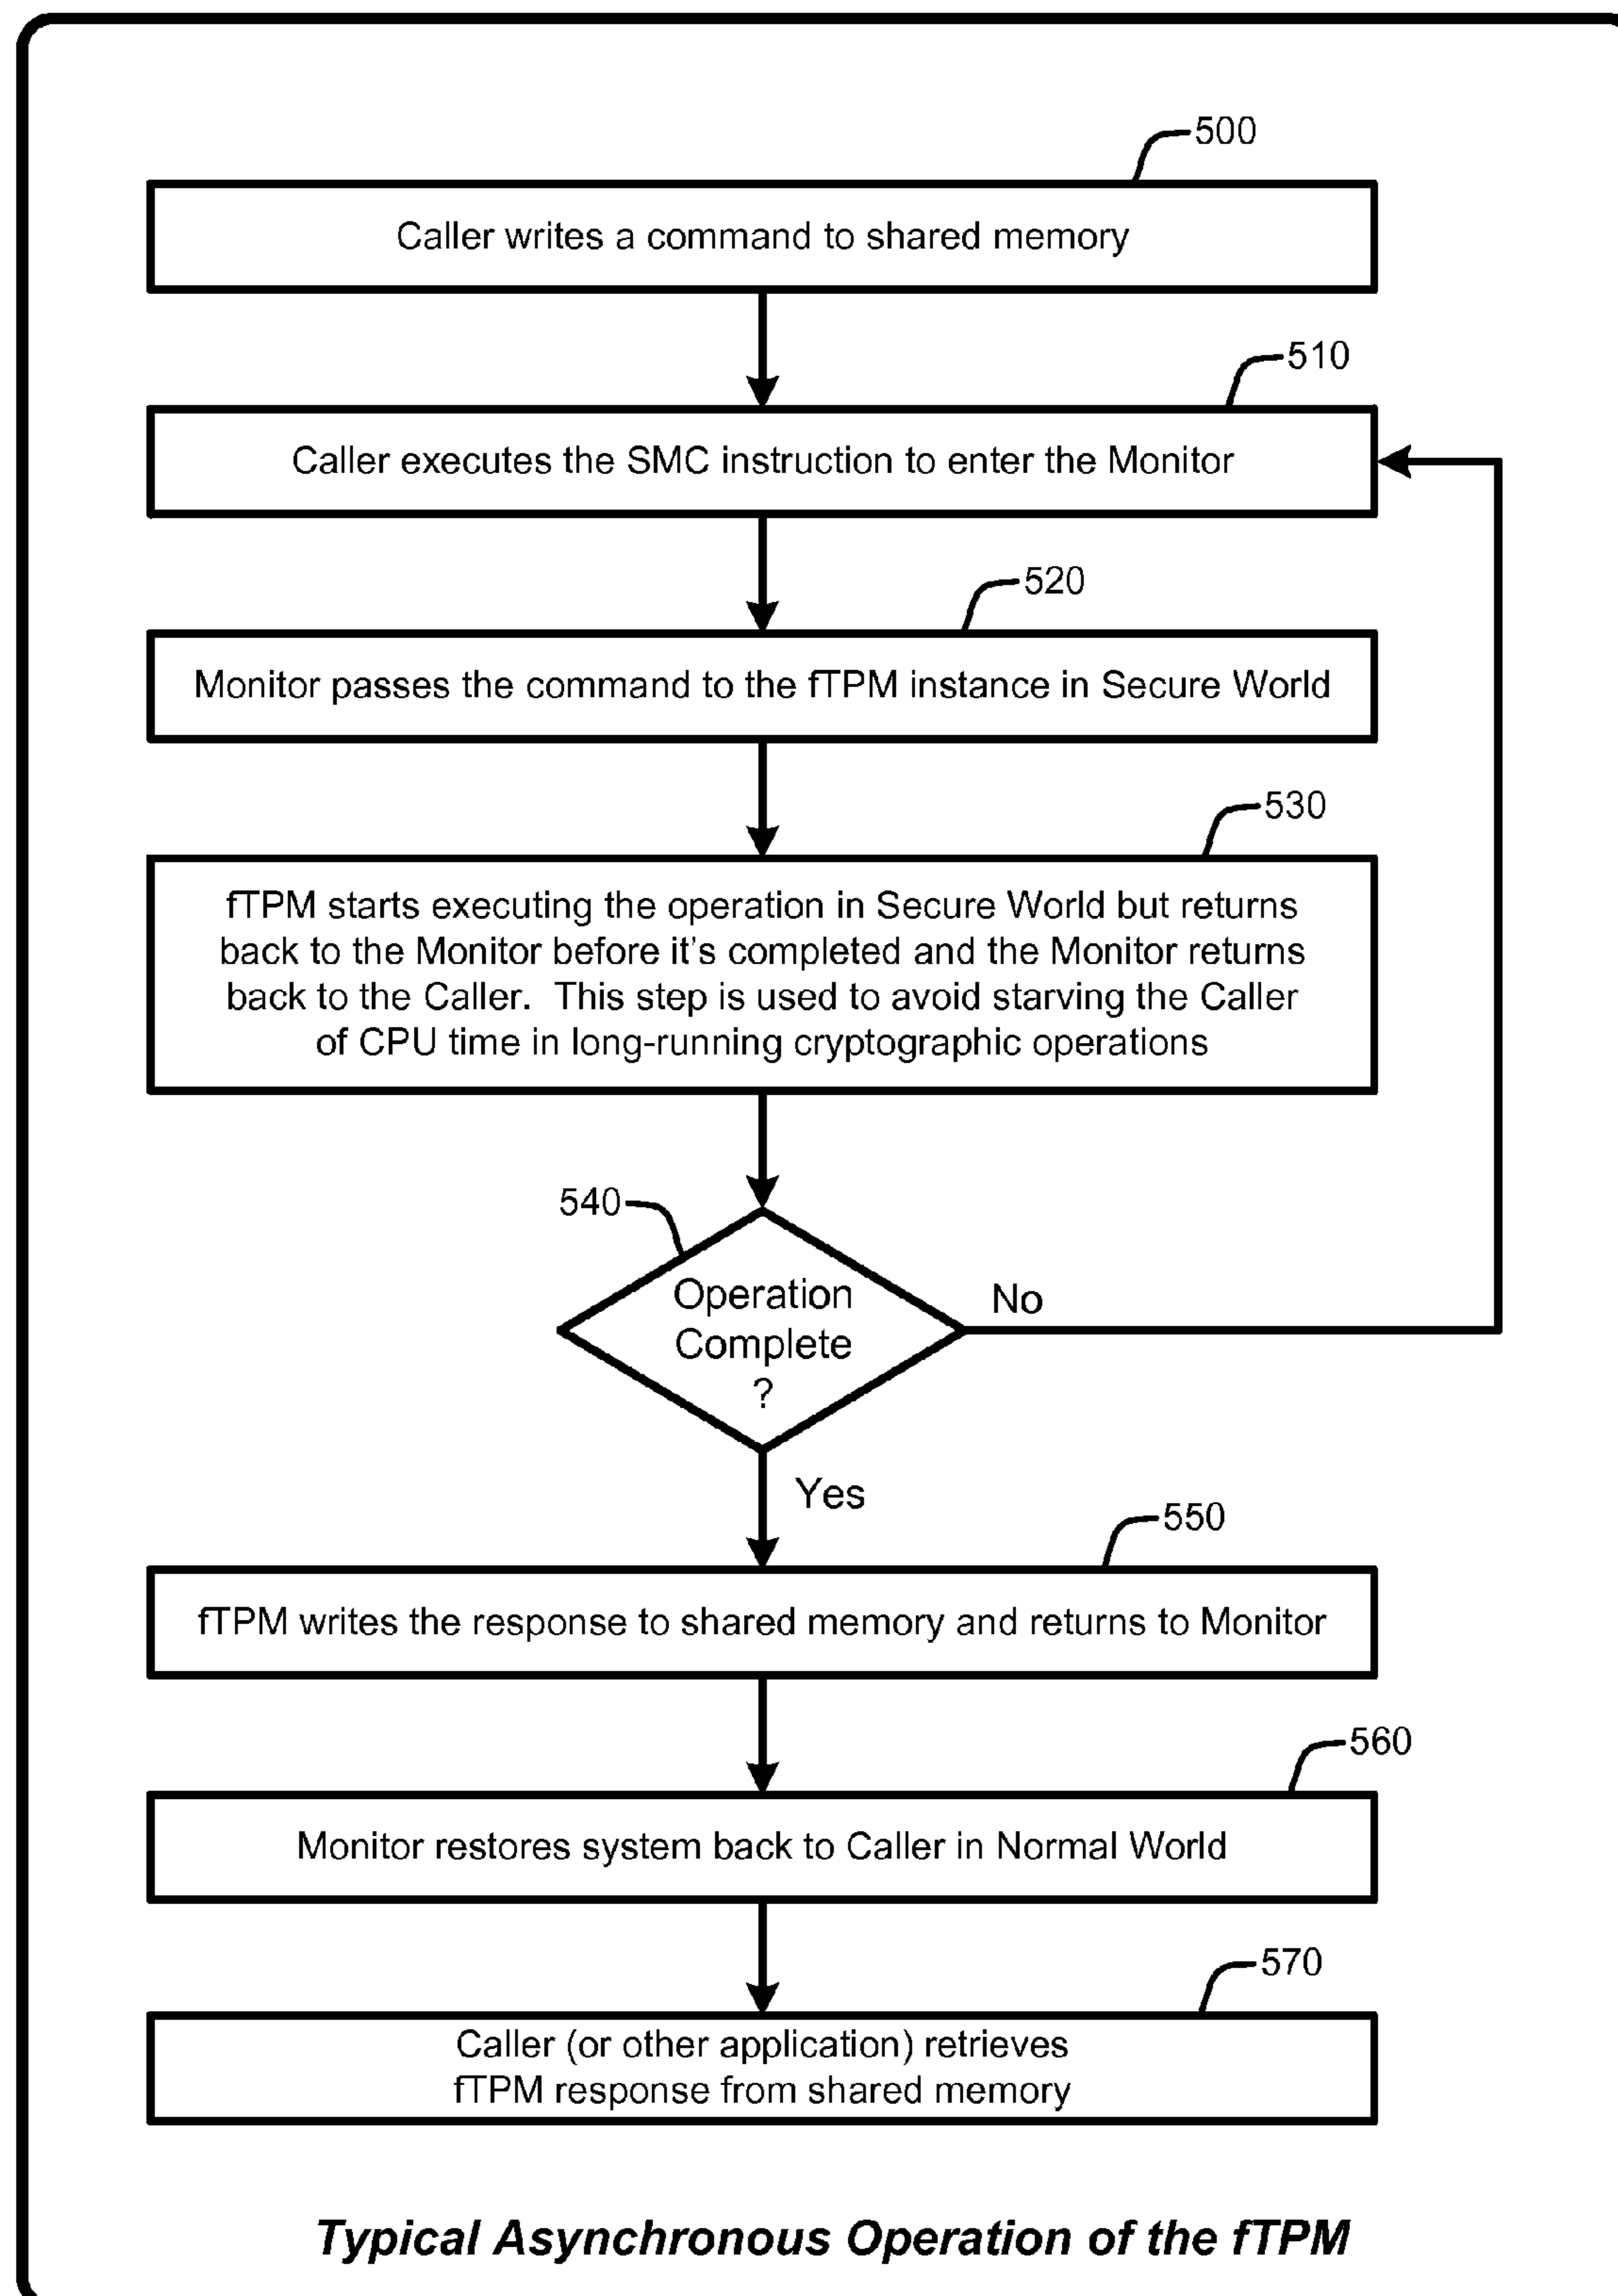 500
Caller writes a command to shared memory
510
Caller executes the SMC instruction to enter the Monitor
520
Monitor passes the command to the fTPM instance in Secure World
530
fTPM starts executing the operation in Secure World but returns
back to the Monitor before it's completed and the Monitor returns
back to the Caller.  This step is used to avoid starving the Caller
of CPU time in long-running cryptographic operations
540
Operation
Complete
?
No
Yes
550
fTPM writes the response to shared memory and returns to Monitor
560
Monitor restores system back to Caller in Normal World
570
Caller (or other application) retrieves
fTPM response from shared memory
Typical Asynchronous Operation of the fTPM